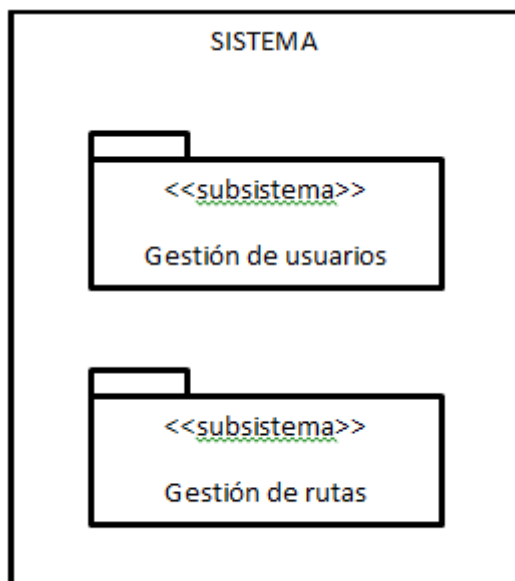 SISTEMA
<<subsistema>>
Gestión de usuarios
<<subsistema>>
Gestión de rutas